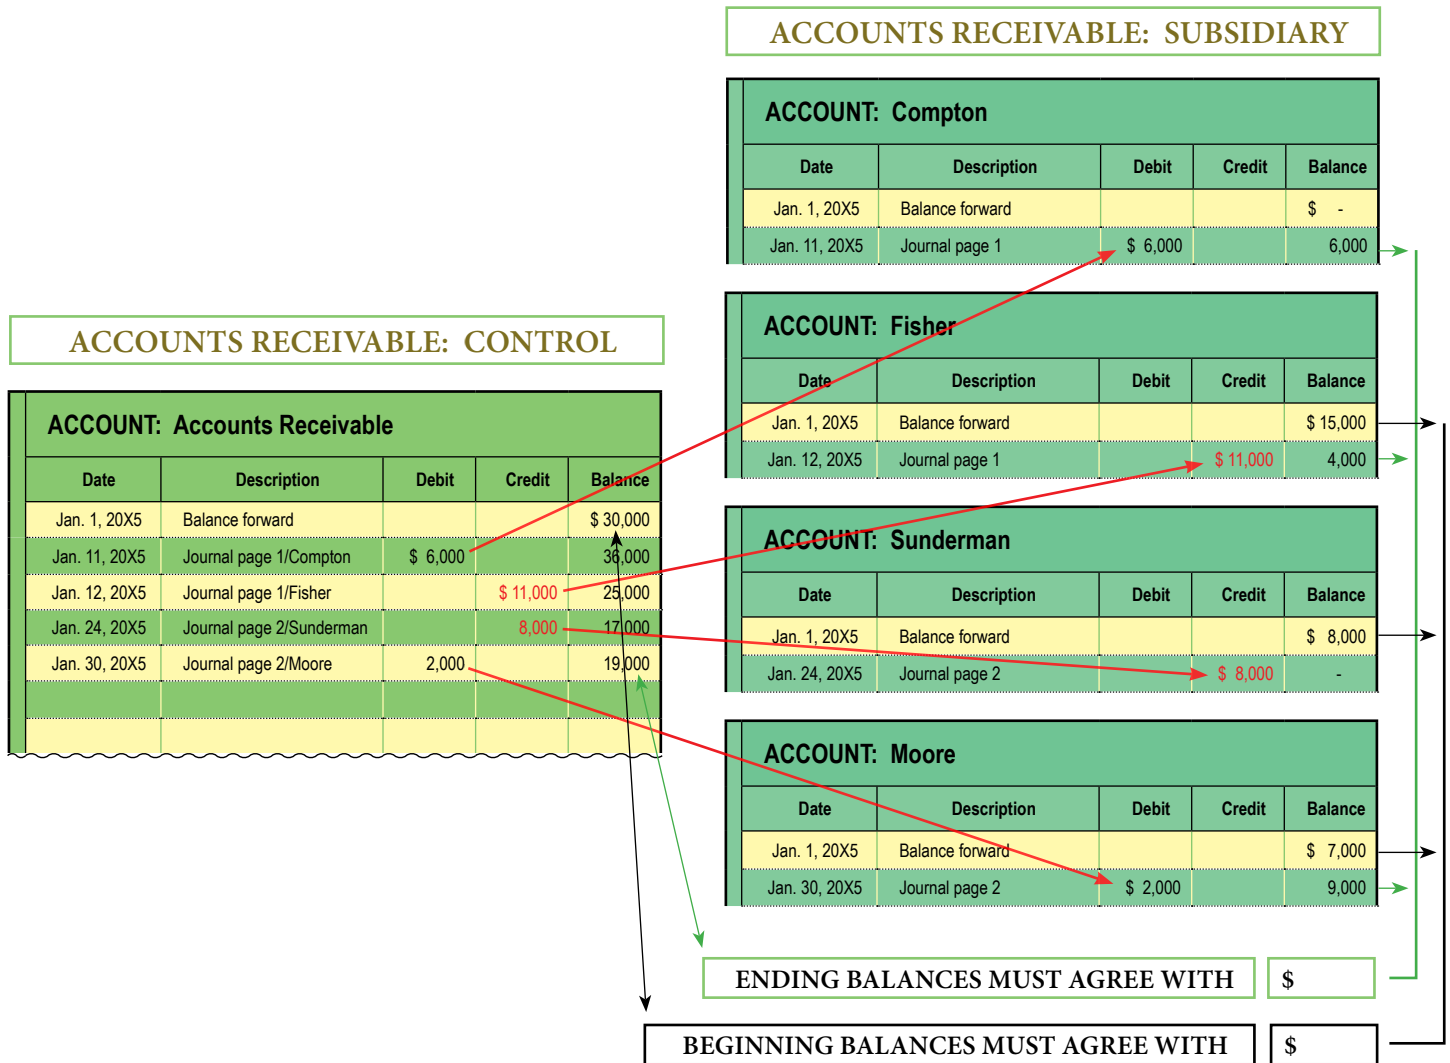 ACCOUNTS RECEIVABLE: SUBSIDIARY
ACCOUNT: Compton
Date Description Debit Credit Balance
Jan. 1, 20X5 Balance forward $ -
Jan. 11, 20X5 Journal page 1 $ 6,000 6,000
ACCOUNT: Fisher
Date Description Debit Credit Balance
Jan. 1, 20X5 Balance forward $ 15,000
Jan. 12, 20X5 Journal page 1 $ 11,000 4,000
ACCOUNT: Sunderman
Date Description Debit Credit Balance
Jan. 1, 20X5 Balance forward $ 8,000
Jan. 24, 20X5 Journal page 2 $ 8,000 -
ACCOUNT: Moore
Date Description Debit Credit Balance
Jan. 1, 20X5 Balance forward $ 7,000
Jan. 30, 20X5 Journal page 2 $ 2,000 9,000
ACCOUNTS RECEIVABLE: CONTROL
ACCOUNT: Accounts Receivable
Date Description Debit Credit Balance
Jan. 1, 20X5 Balance forward $ 30,000
Jan. 11, 20X5 Journal page 1/Compton $ 6,000 36,000
Jan. 12, 20X5 Journal page 1/Fisher $ 11,000 25,000
Jan. 24, 20X5 Journal page 2/Sunderman 8,000 17,000
Jan. 30, 20X5 Journal page 2/Moore 2,000 19,000
ENDING BALANCES MUST AGREE WITH $
BEGINNING BALANCES MUST AGREE WITH $